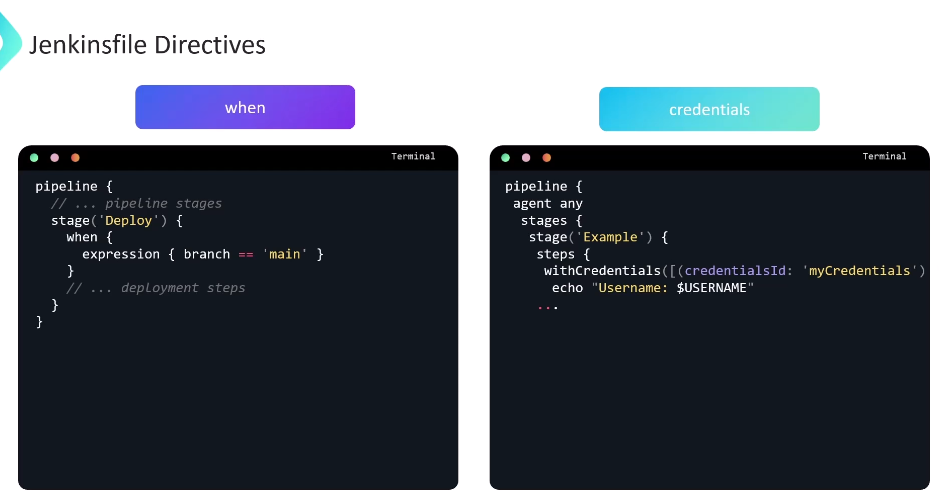 Jenkinsfile Directives
when
Terminal
pipeline {
// ... pipeline stages
stage('Deploy') {
when {
expression { branch == 'main' }
}
// ... deployment steps
}
}
credentials
Terminal
pipeline {
agent any
stages {
stage('Example') {
steps {
withCredentials([(credentialsId: 'myCredentials')
echo "Username: $USERNAME"
...